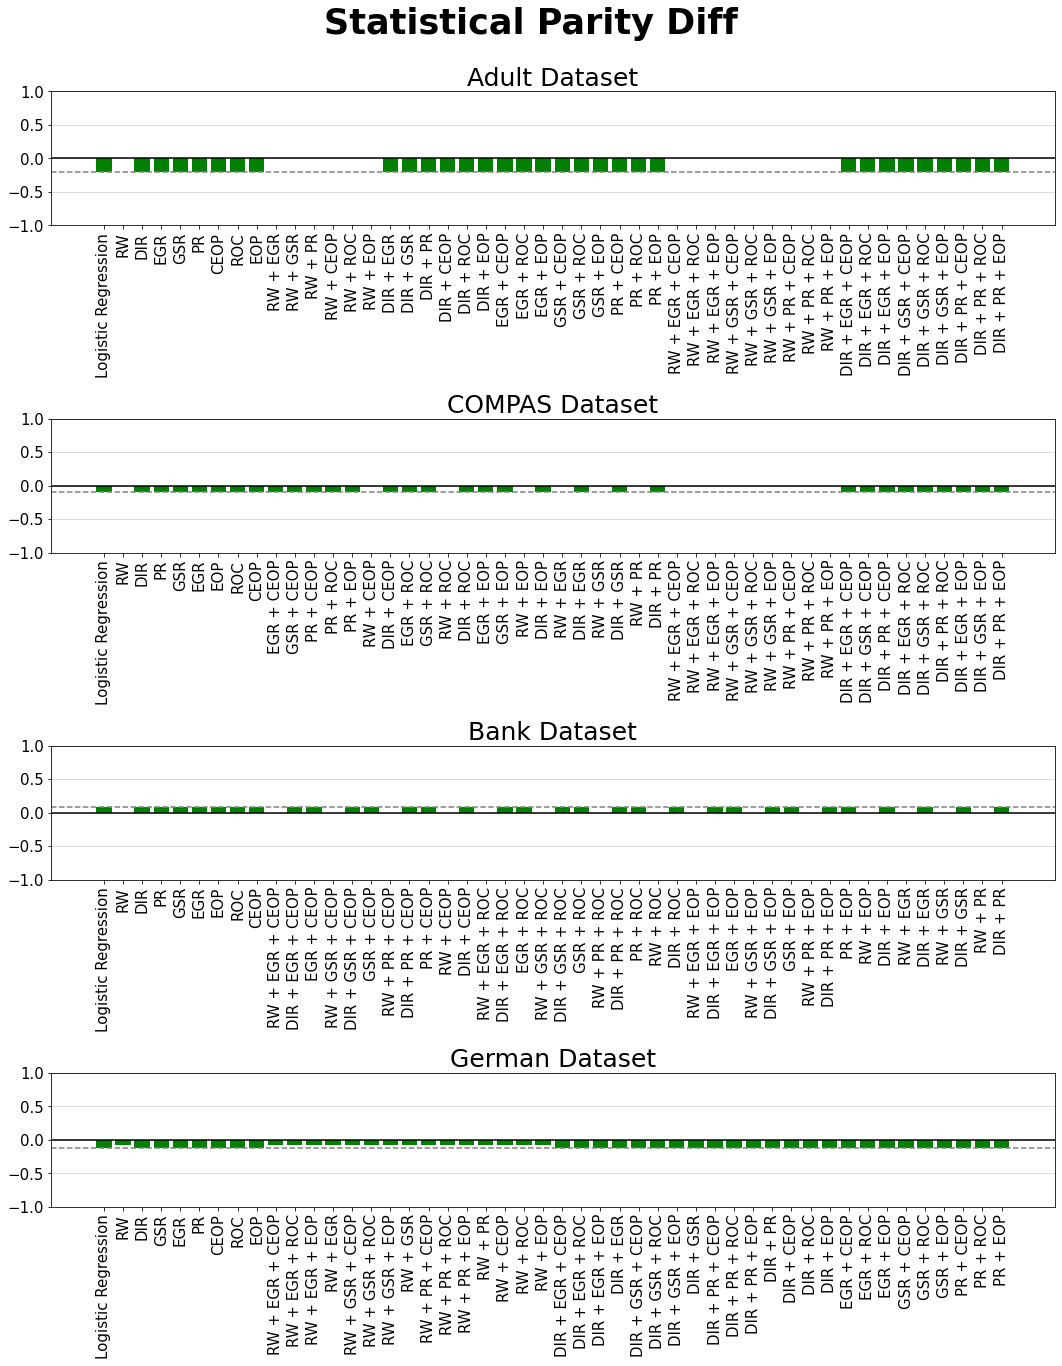 Statistical Parity Diff
Adult Dataset
1.0
0.5
0.0
−0.5
−1.0
Logistic Regression
RW
DIR
EGR
GSR
PR
CEOP
ROC
EOP
RW + EGR
RW + GSR
RW + PR
RW + CEOP
RW + ROC
RW + EOP
DIR + EGR
DIR + GSR
DIR + PR
DIR + CEOP
DIR + ROC
DIR + EOP
EGR + CEOP
EGR + ROC
EGR + EOP
GSR + CEOP
GSR + ROC
GSR + EOP
PR + CEOP
PR + ROC
PR + EOP
RW + EGR + CEOP
RW + EGR + ROC
RW + EGR + EOP
RW + GSR + CEOP
RW + GSR + ROC
RW + GSR + EOP
RW + PR + CEOP
RW + PR + ROC
RW + PR + EOP
DIR + EGR + CEOP
DIR + EGR + ROC
DIR + EGR + EOP
DIR + GSR + CEOP
DIR + GSR + ROC
DIR + GSR + EOP
DIR + PR + CEOP
DIR + PR + ROC
DIR + PR + EOP
COMPAS Dataset
1.0
0.5
0.0
−0.5
−1.0
Logistic Regression
RW
DIR
PR
GSR
EGR
EOP
ROC
CEOP
EGR + CEOP
GSR + CEOP
PR + CEOP
PR + ROC
PR + EOP
RW + CEOP
DIR + CEOP
EGR + ROC
GSR + ROC
RW + ROC
DIR + ROC
EGR + EOP
GSR + EOP
RW + EOP
DIR + EOP
RW + EGR
DIR + EGR
RW + GSR
DIR + GSR
RW + PR
DIR + PR
RW + EGR + CEOP
RW + EGR + ROC
RW + EGR + EOP
RW + GSR + CEOP
RW + GSR + ROC
RW + GSR + EOP
RW + PR + CEOP
RW + PR + ROC
RW + PR + EOP
DIR + EGR + CEOP
DIR + GSR + CEOP
DIR + PR + CEOP
DIR + EGR + ROC
DIR + GSR + ROC
DIR + PR + ROC
DIR + EGR + EOP
DIR + GSR + EOP
DIR + PR + EOP
Bank Dataset
1.0
0.5
0.0
−0.5
−1.0
Logistic Regression
RW
DIR
PR
GSR
EGR
EOP
ROC
CEOP
RW + EGR + CEOP
DIR + EGR + CEOP
EGR + CEOP
RW + GSR + CEOP
DIR + GSR + CEOP
GSR + CEOP
RW + PR + CEOP
DIR + PR + CEOP
PR + CEOP
RW + CEOP
DIR + CEOP
RW + EGR + ROC
DIR + EGR + ROC
EGR + ROC
RW + GSR + ROC
DIR + GSR + ROC
GSR + ROC
RW + PR + ROC
DIR + PR + ROC
PR + ROC
RW + ROC
DIR + ROC
RW + EGR + EOP
DIR + EGR + EOP
EGR + EOP
RW + GSR + EOP
DIR + GSR + EOP
GSR + EOP
RW + PR + EOP
DIR + PR + EOP
PR + EOP
RW + EOP
DIR + EOP
RW + EGR
DIR + EGR
RW + GSR
DIR + GSR
RW + PR
DIR + PR
German Dataset
1.0
0.5
0.0
−0.5
−1.0
Logistic Regression
RW
DIR
GSR
EGR
PR
CEOP
ROC
EOP
RW + EGR + CEOP
RW + EGR + ROC
RW + EGR + EOP
RW + EGR
RW + GSR + CEOP
RW + GSR + ROC
RW + GSR + EOP
RW + GSR
RW + PR + CEOP
RW + PR + ROC
RW + PR + EOP
RW + PR
RW + CEOP
RW + ROC
RW + EOP
DIR + EGR + CEOP
DIR + EGR + ROC
DIR + EGR + EOP
DIR + EGR
DIR + GSR + CEOP
DIR + GSR + ROC
DIR + GSR + EOP
DIR + GSR
DIR + PR + CEOP
DIR + PR + ROC
DIR + PR + EOP
DIR + PR
DIR + CEOP
DIR + ROC
DIR + EOP
EGR + CEOP
EGR + ROC
EGR + EOP
GSR + CEOP
GSR + ROC
GSR + EOP
PR + CEOP
PR + ROC
PR + EOP